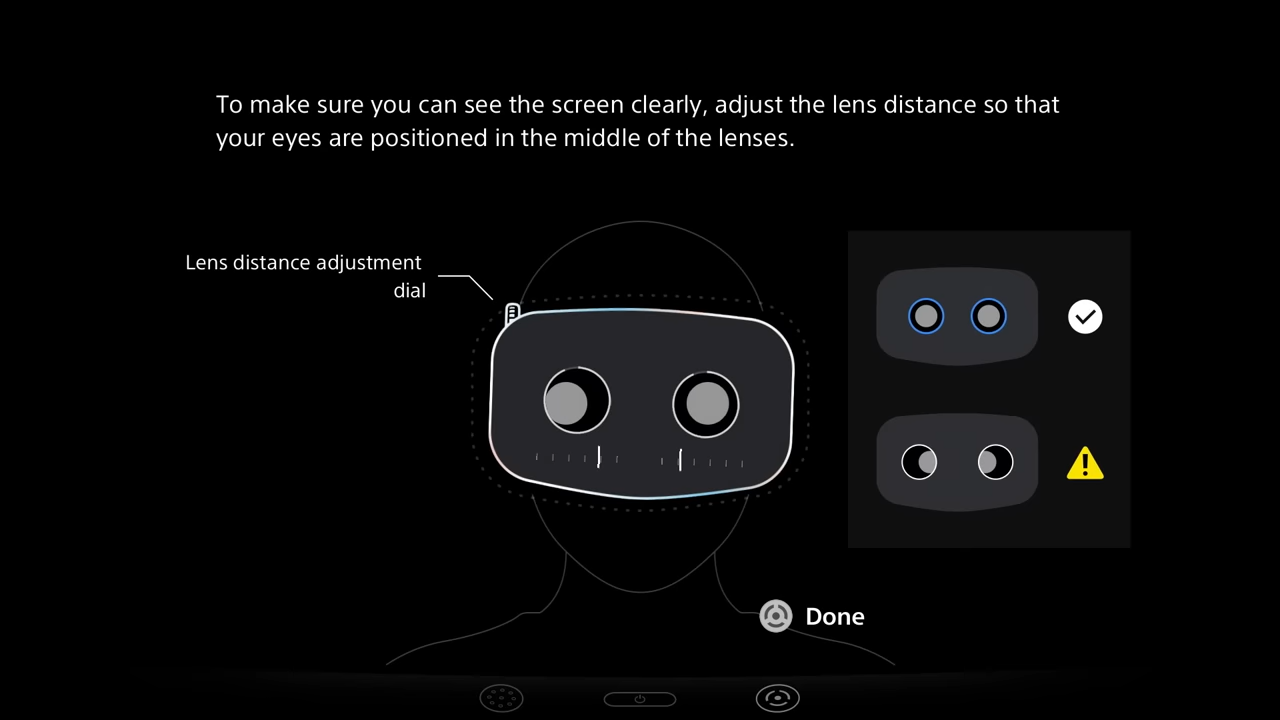 To make sure you can see the screen clearly, adjust the lens distance so that
your eyes are positioned in the middle of the lenses.
Lens distance adjustment
dial
Done